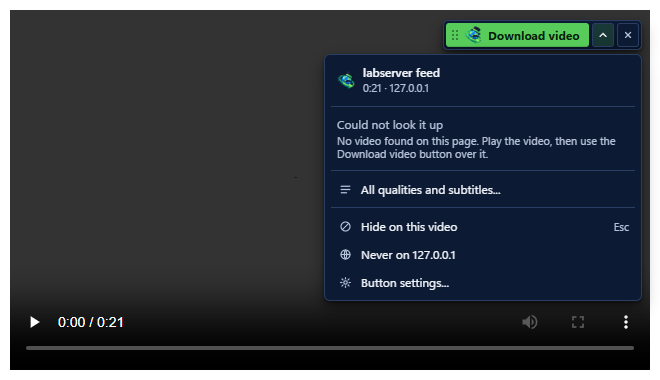 Download video
labserver feed
0:21 · 127.0.0.1
Could not look it up
No video found on this page. Play the video, then use the
Download video button over it.
All qualities and subtitles...
Hide on this video Esc
Never on 127.0.0.1
Button settings...
0:00 / 0:21